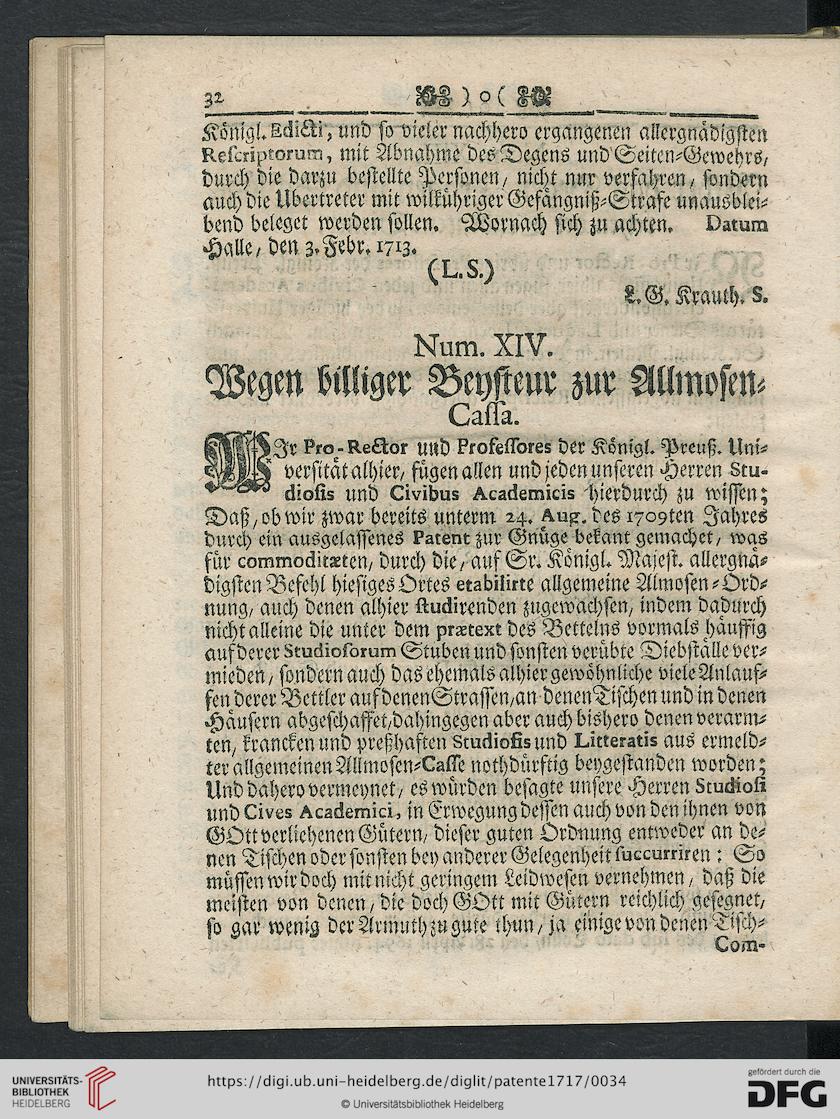 32 ) o (
Königl. Edicti, und so vieler nachhero ergangenen allergnädigsten
Rescriptorum, mit Abnahme des Degens und Seiten-Gewehrs,
durch die darzu bestellte Personen, nicht nur verfahren, sondern
auch die Ubertreter mit wilkühriger Gefängniß-Strafe unausblei-
bend beleget werden sollen. Wornach sich zu achten. Datum
Halle, den 3. Febr. 1713.
(L.S.)
L. G. Krauth. S.
Num. XIV.
Wegen billiger Beysteur zur Allmosen-
Cassa.
WIr Pro-Rector und Professores der Königl. Preuß. Uni-
versität alhier, fügen allen und jeden unseren Herren Stu-
diosis und Civibus Academicis hierdurch zu wissen;
Daß, ob wir zwar bereits unterm 24. Aug. des 1709ten Jahres
durch ein ausgelassenes Patent zur Gnüge bekant gemachet, was
für commoditæten, durch die, auf Sr. Königl. Majest. allergnä-
digsten Befehl hiesiges Ortes etabilirte allgemeine Almosen-Ord-
nung, auch denen alhier studirenden zugewachsen, indem dadurch
nicht alleine die unter dem prætext des Bettelns vormals häuffig
auf derer Studiosorum Stuben und sonsten verübte Diebställe ver-
mieden, sondern auch das ehemals alhier gewöhnliche viele Anlauf-
fen derer Bettler auf denen Strassen, an denen Tischen und in denen
Häusern abgeschaffet, dahingegen aber auch bishero denen verarm-
ten, krancken und preßhaften Studiosis und Litteratis aus ermeld-
ter allgemeinen Allmosen-Casse nothdürftig beygestanden worden;
Und dahero vermeynet, es würden besagte unsere Herren Studiosi
und Cives Academici, in Erwegung dessen auch von den ihnen von
GOtt verliehenen Gütern, dieser guten Ordnung entweder an de-
nen Tischen oder sonsten bey anderer Gelegenheit succurriren: So
müssen wir doch mit nicht geringem Leidwesen vernehmen, daß die
meisten von denen, die doch GOtt mit Gütern reichlich gesegnet,
so gar wenig der Armuth zu gute thun, ja einige von denen Tisch-
Com-
UNIVERSITÄTS-
BIBLIOTHEK
HEIDELBERG
https://digi.ub.uni-heidelberg.de/diglit/patente1717/0034
© Universitätsbibliothek Heidelberg
gefördert durch die
DFG